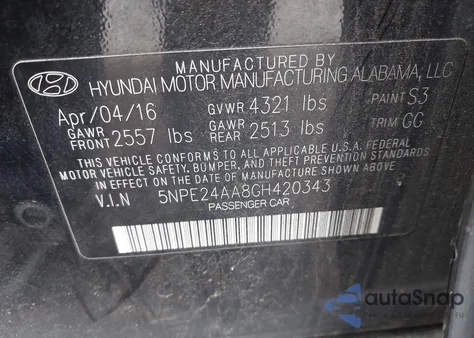 MANUFACTURED BY
HYUNDAI MOTOR MANUFACTURING ALABAMA, LLC
Apr/04/16 GVWR 4321 lbs PAINT S3
GAWR FRONT 2557 lbs GAWR REAR 2513 lbs TRIM GG
THIS VEHICLE CONFORMS TO ALL APPLICABLE U.S.A. FEDERAL
MOTOR VEHICLE SAFETY, BUMPER, AND THEFT PREVENTION STANDARDS
IN EFFECT ON THE DATE OF MANUFACTURE SHOWN ABOVE
V.I.N 5NPE24AA8GH420343
PASSENGER CAR
autoSnap